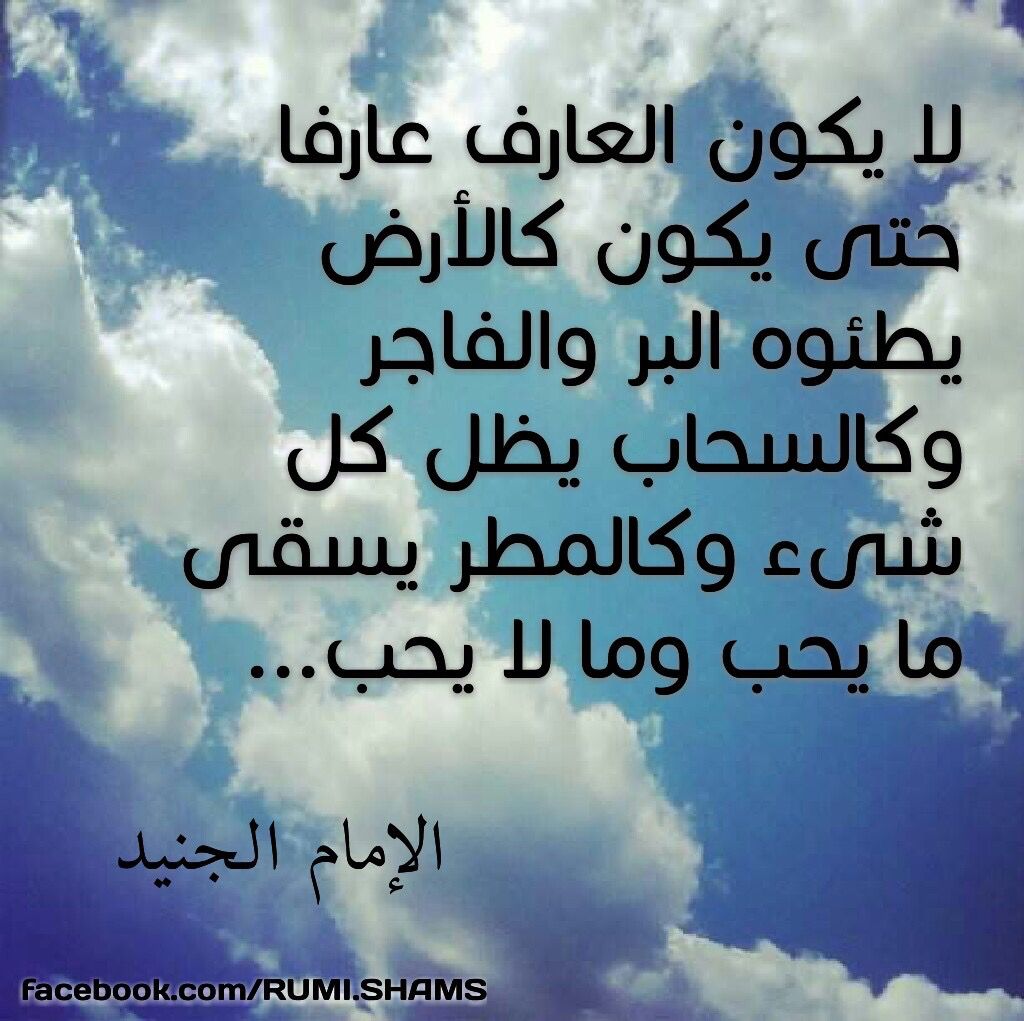 لا يكون العارف عارفا
حتى يكون كالأرض
يطئوه البر والفاجر
وكالسحاب يظل كل
شىء وكالمطر يسقى
ما يحب وما لا يحب...
الإمام الجنيد
facebook.com/RUMI.SHAMS